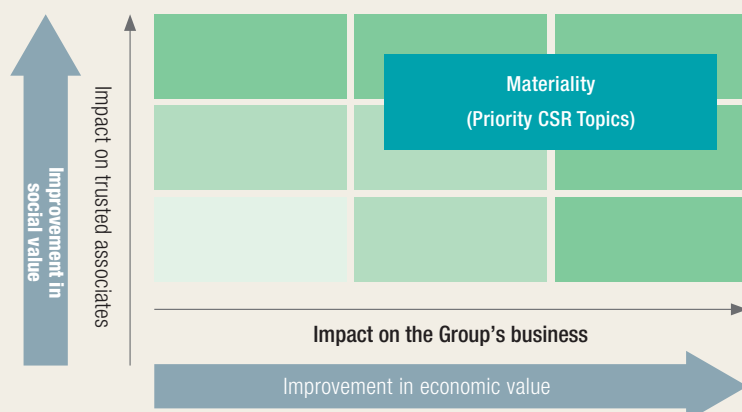 Materiality
(Priority CSR Topics)
Improvement in
social value
Impact on trusted associates
Impact on the Group’s business
Improvement in economic value